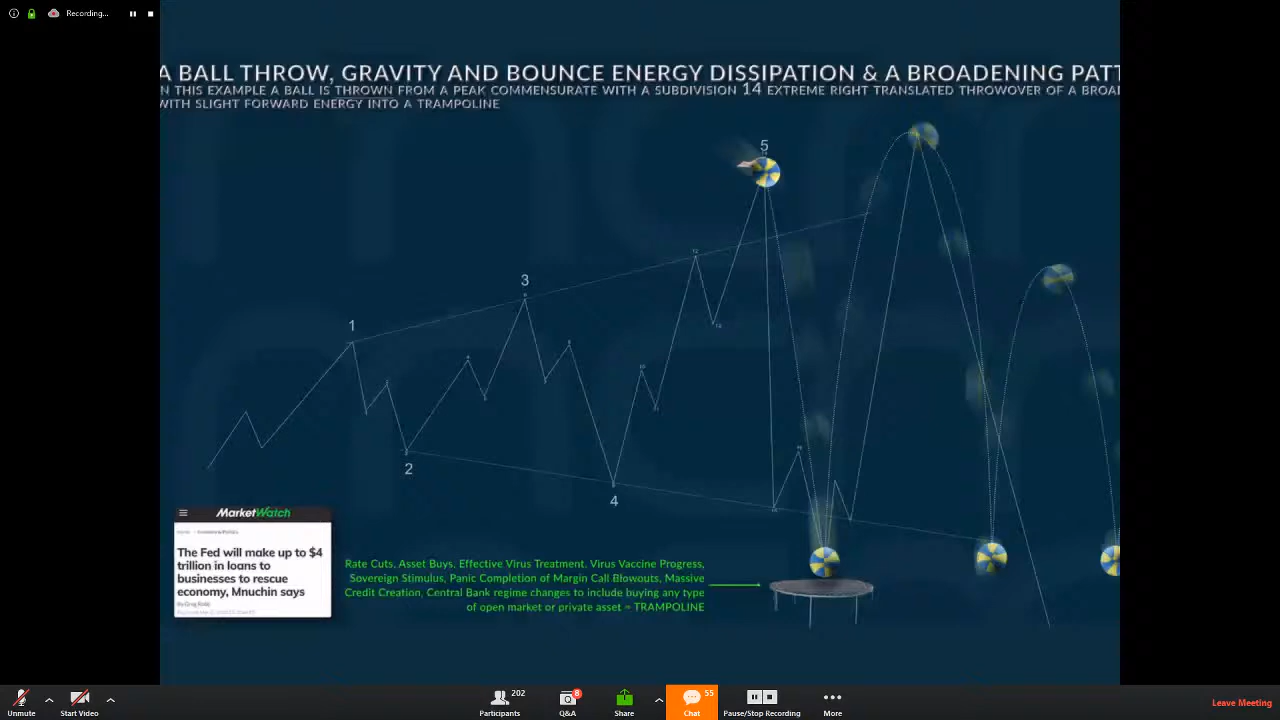 Recording...
A BALL THROW, GRAVITY AND BOUNCE ENERGY DISSIPATION & A BROADENING PATT
N THIS EXAMPLE A BALL IS THROWN FROM A PEAK COMMENSURATE WITH A SUBDIVISION 14 EXTREME RIGHT TRANSLATED THROWOVER OF A BROA
WITH SLIGHT FORWARD ENERGY INTO A TRAMPOLINE
5
3
1
2
4
MarketWatch
The Fed will make up to $4
trillion in loans to
businesses to rescue
economy, Mnuchin says
Rate Cuts, Asset Buys, Effective Virus Treatment, Virus Vaccine Progress,
Sovereign Stimulus, Panic Completion of Margin Call Blowouts, Massive
Credit Creation, Central Bank regime changes to include buying any type
of open market or private asset = TRAMPOLINE
202
8
55
Unmute
Start Video
Participants
Q&A
Share
Chat
Pause/Stop Recording
More
Leave Meeting